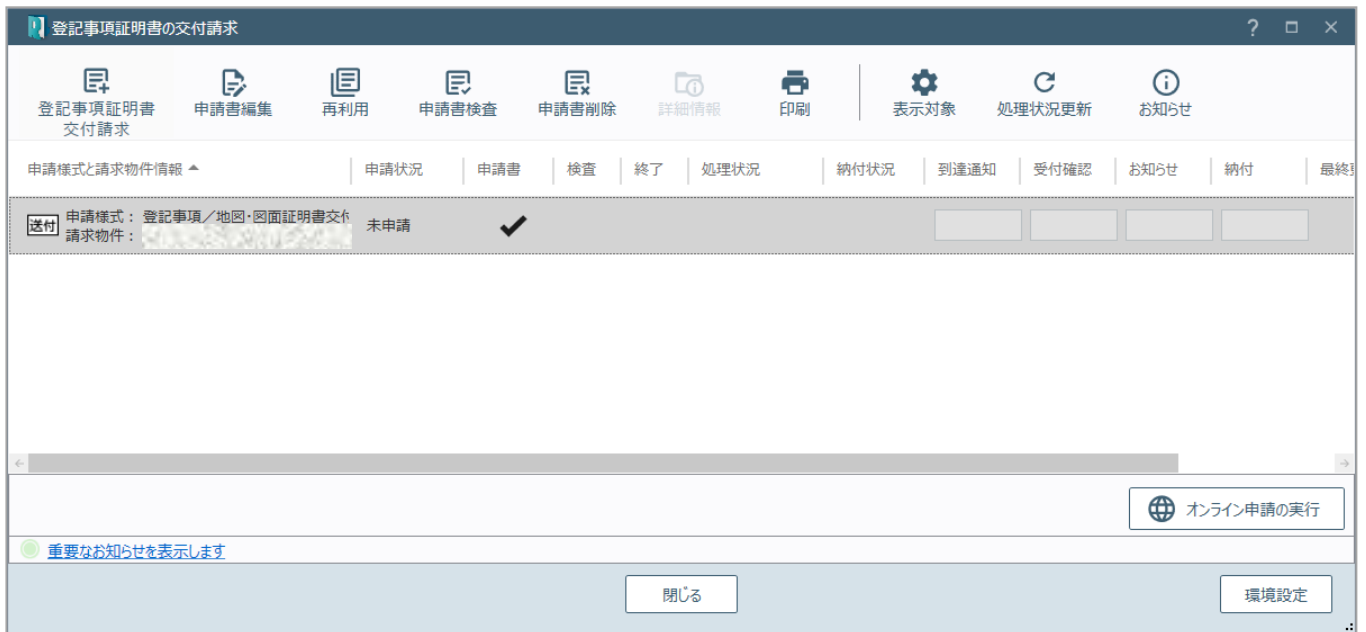 登記事項証明書の交付請求
登記事項証明書
交付請求
申請書編集
再利用
申請書検査
申請書削除
詳細情報
印刷
表示対象
処理状況更新
お知らせ
申請様式と請求物件情報 申請状況 申請書 検査 終了 処理状況 納付状況 到達通知 受付確認 お知らせ 納付 最終
送付
申請様式： 登記事項／地図・図面証明書交付
請求物件：
未申請
オンライン申請の実行
重要なお知らせを表示します
閉じる
環境設定